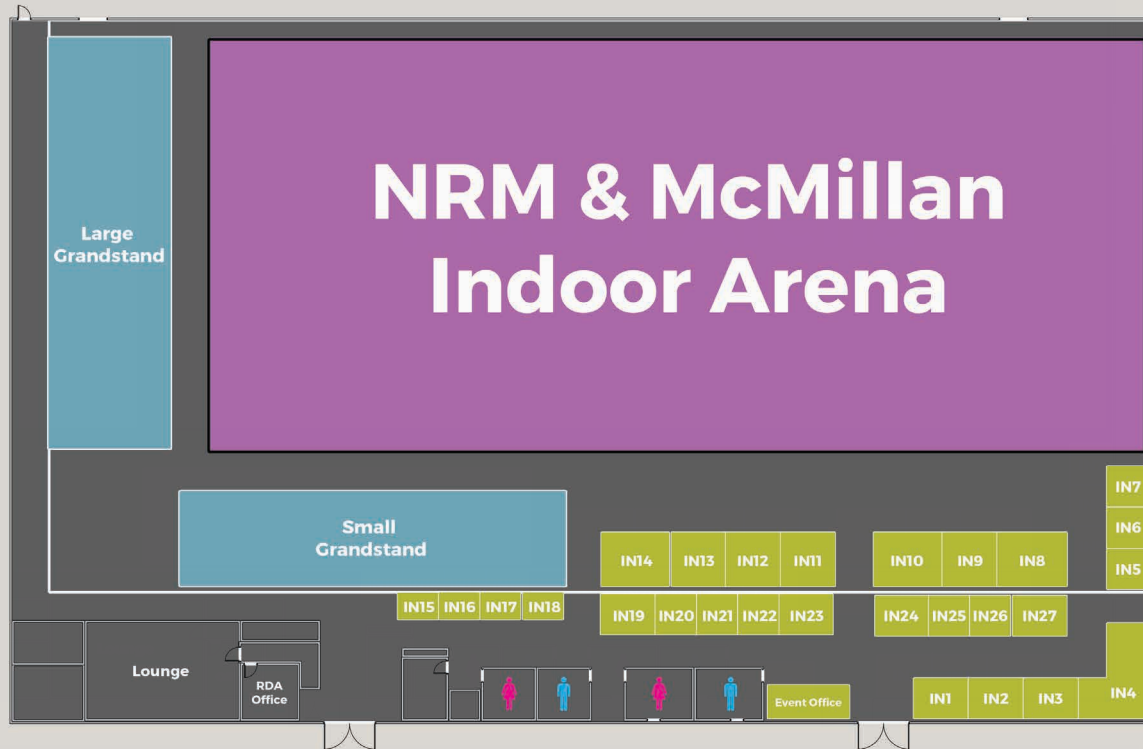 NRM & McMillan
Indoor Arena
Large
Grandstand
Small
Grandstand
IN7
IN6
IN5
IN14 IN13 IN12 IN11 IN10 IN9 IN8
IN15 IN16 IN17 IN18 IN19 IN20 IN21 IN22 IN23 IN24 IN25 IN26 IN27
Lounge
RDA
Office
Event Office
IN1 IN2 IN3 IN4